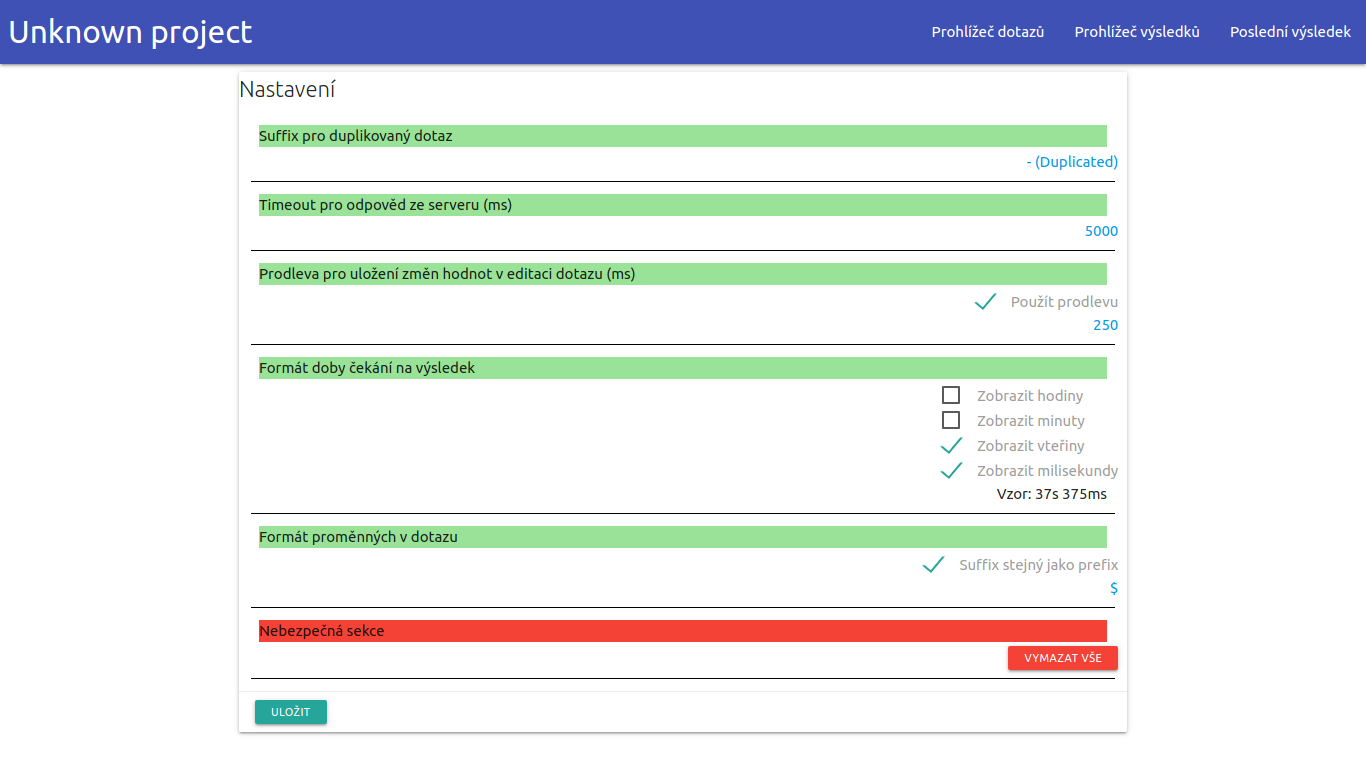 Unknown project
Prohlížeč dotazů
Prohlížeč výsledků
Poslední výsledek
Nastavení
Suffix pro duplikovaný dotaz
- (Duplicated)
Timeout pro odpověd ze serveru (ms)
5000
Prodleva pro uložení změn hodnot v editaci dotazu (ms)
Použít prodlevu
250
Formát doby čekání na výsledek
Zobrazit hodiny
Zobrazit minuty
Zobrazit vteřiny
Zobrazit milisekundy
Vzor: 37s 375ms
Formát proměnných v dotazu
Suffix stejný jako prefix
$
Nebezpečná sekce
VYMAZAT VŠE
ULOŽIT